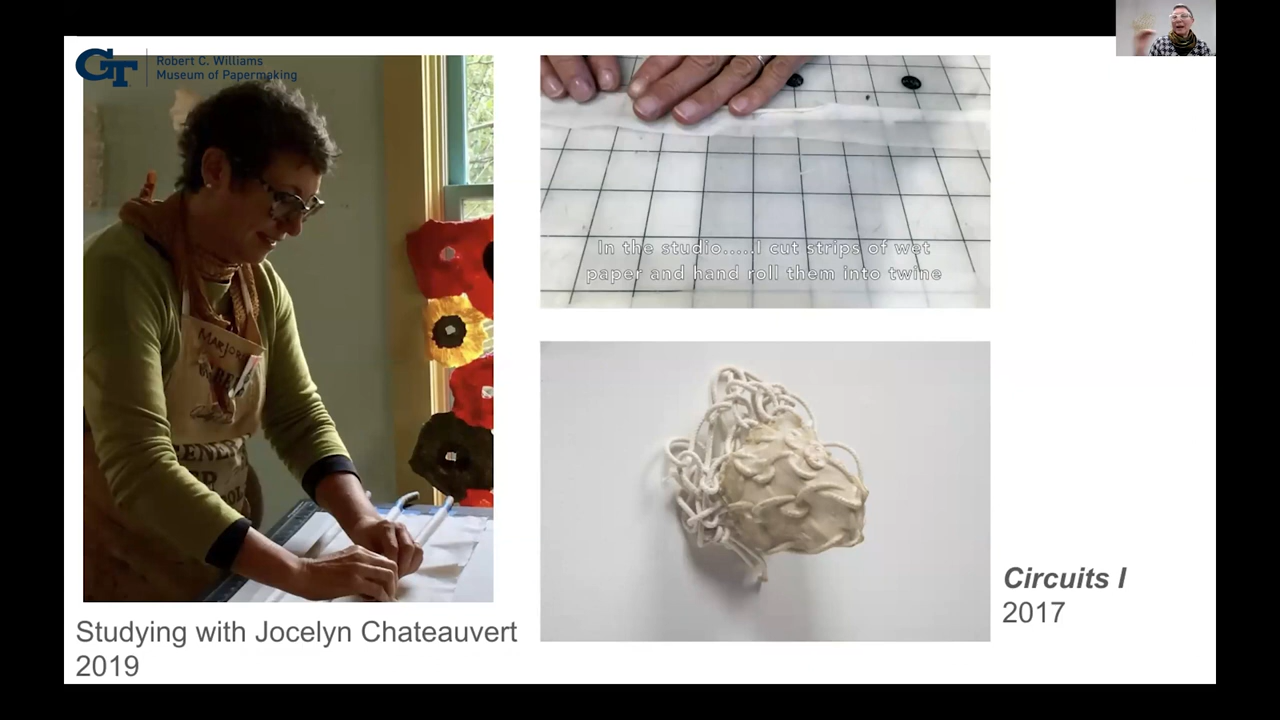 GT
Robert C. Williams
Museum of Papermaking
MARJOR
In the studio.....I cut strips of wet
paper and hand roll them into twine
Circuits I
2017
Studying with Jocelyn Chateauvert
2019